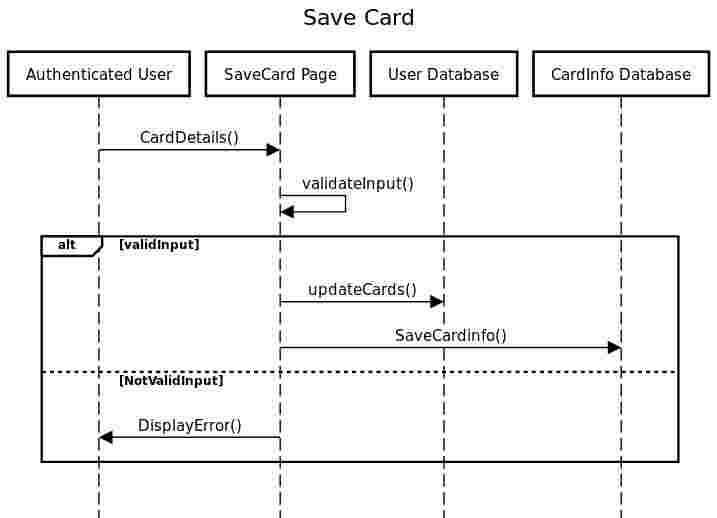 Save Card
Authenticated User
SaveCard Page
User Database
CardInfo Database
CardDetails()
validateInput()
alt
[validInput]
updateCards()
SaveCardinfo()
[NotValidInput]
DisplayError()